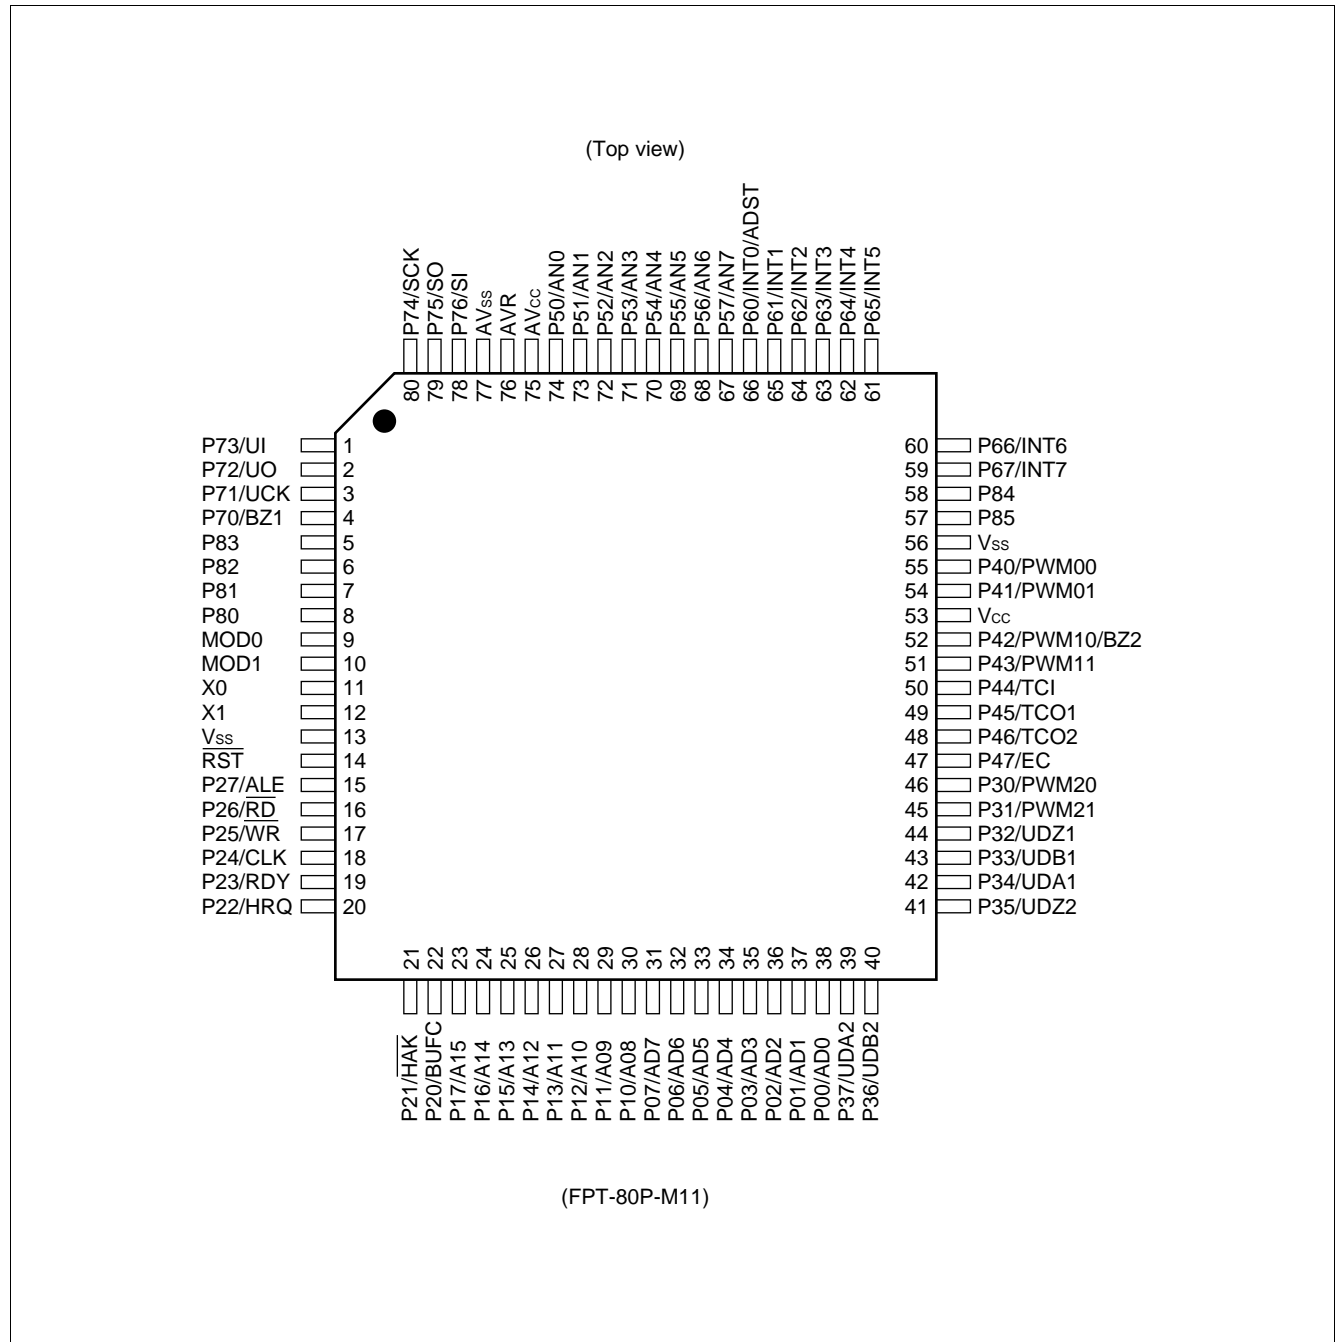 (Top view)
P74/SCK
P75/SO
P76/SI
AVss
AVR
AVcc
P50/AN0
P51/AN1
P52/AN2
P53/AN3
P54/AN4
P55/AN5
P56/AN6
P57/AN7
P60/INT0/ADST
P61/INT1
P62/INT2
P63/INT3
P64/INT4
P65/INT5
80
79
78
77
76
75
74
73
72
71
70
69
68
67
66
65
64
63
62
61
P73/UI 1
P72/UO 2
P71/UCK 3
P70/BZ1 4
P83 5
P82 6
P81 7
P80 8
MOD0 9
MOD1 10
X0 11
X1 12
Vss 13
RST 14
P27/ALE 15
P26/RD 16
P25/WR 17
P24/CLK 18
P23/RDY 19
P22/HRQ 20
60 P66/INT6
59 P67/INT7
58 P84
57 P85
56 Vss
55 P40/PWM00
54 P41/PWM01
53 Vcc
52 P42/PWM10/BZ2
51 P43/PWM11
50 P44/TCI
49 P45/TCO1
48 P46/TCO2
47 P47/EC
46 P30/PWM20
45 P31/PWM21
44 P32/UDZ1
43 P33/UDB1
42 P34/UDA1
41 P35/UDZ2
21
22
23
24
25
26
27
28
29
30
31
32
33
34
35
36
37
38
39
40
P21/HAK
P20/BUFC
P17/A15
P16/A14
P15/A13
P14/A12
P13/A11
P12/A10
P11/A09
P10/A08
P07/AD7
P06/AD6
P05/AD5
P04/AD4
P03/AD3
P02/AD2
P01/AD1
P00/AD0
P37/UDA2
P36/UDB2
(FPT-80P-M11)